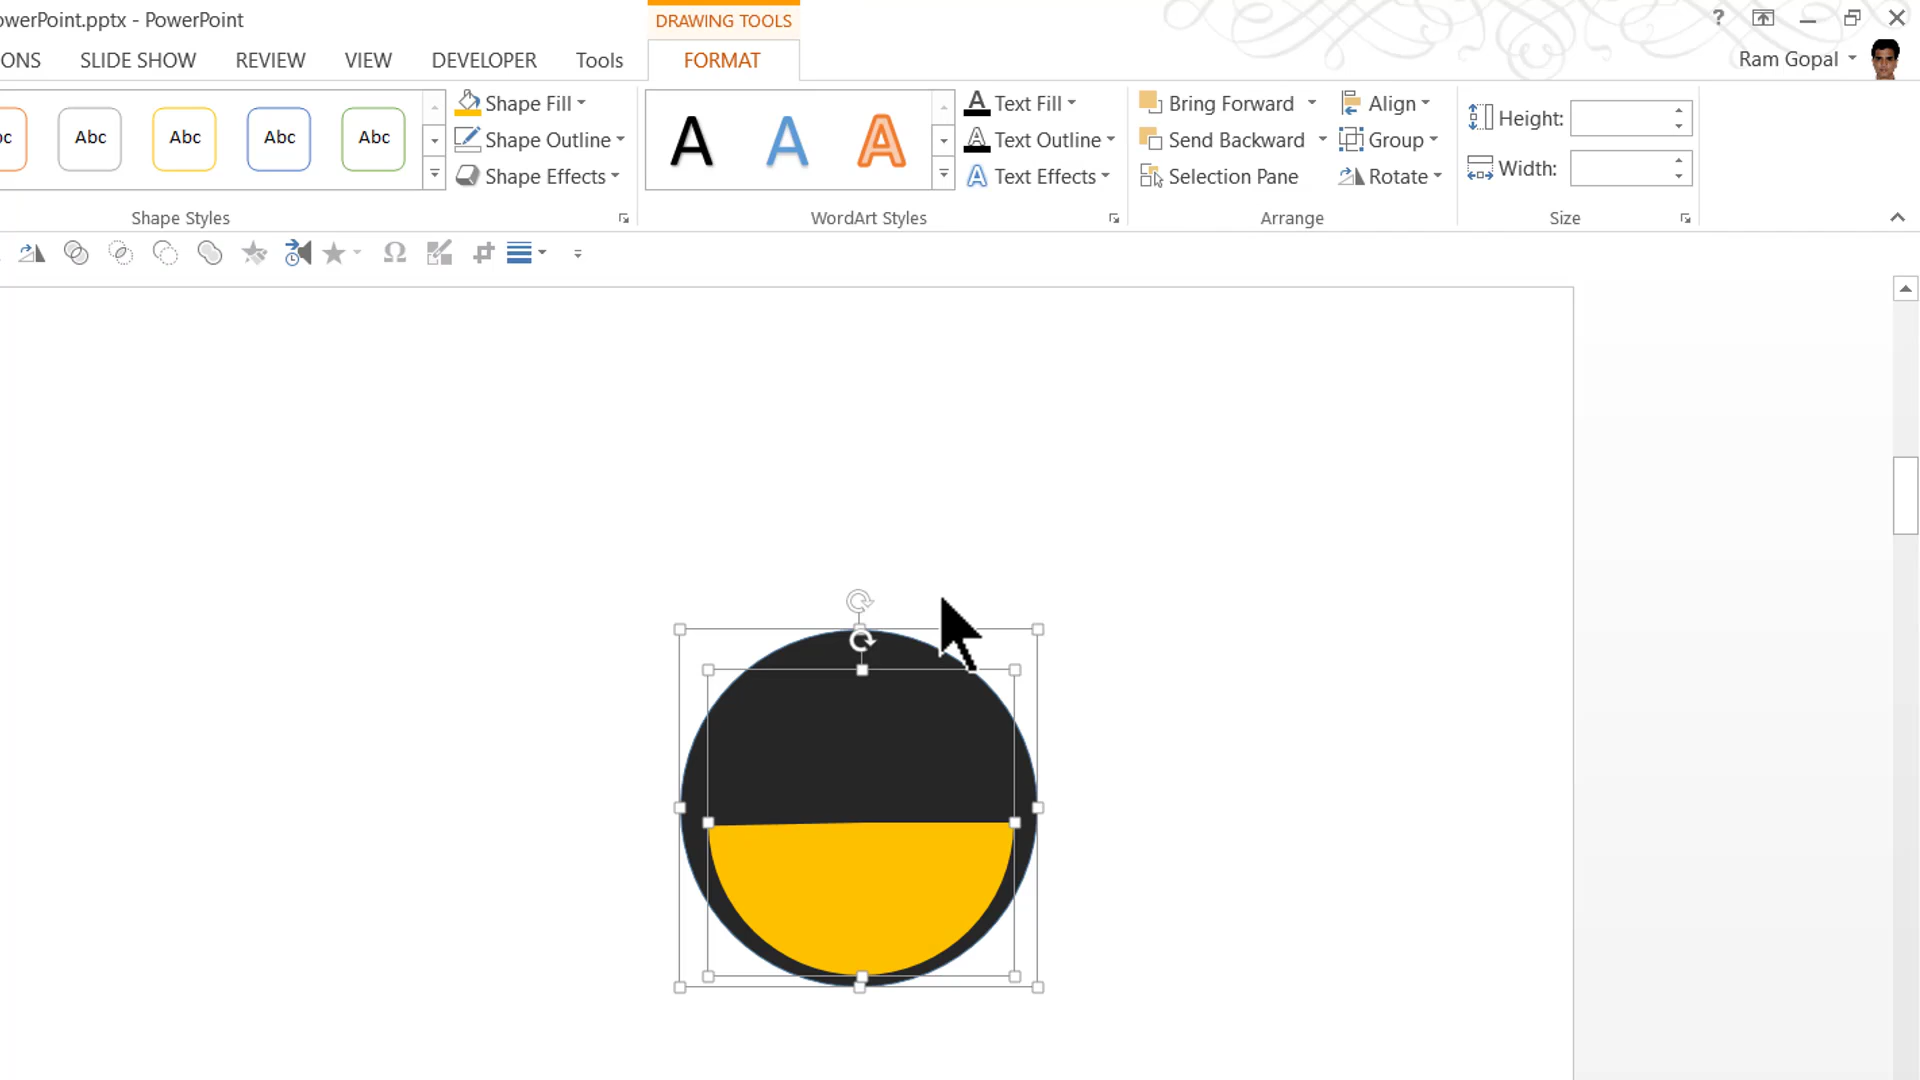 owerPoint.pptx - PowerPoint
DRAWING TOOLS
?
ONS SLIDE SHOW REVIEW VIEW DEVELOPER Tools FORMAT
Ram Gopal
bc Abc Abc Abc Abc
Shape Fill
Shape Outline
Shape Effects
Shape Styles
A A A
A Text Fill
A Text Outline
A Text Effects
WordArt Styles
Bring Forward
Send Backward
Selection Pane
Align
Group
Rotate
Arrange
Height:
Width:
Size
Ω